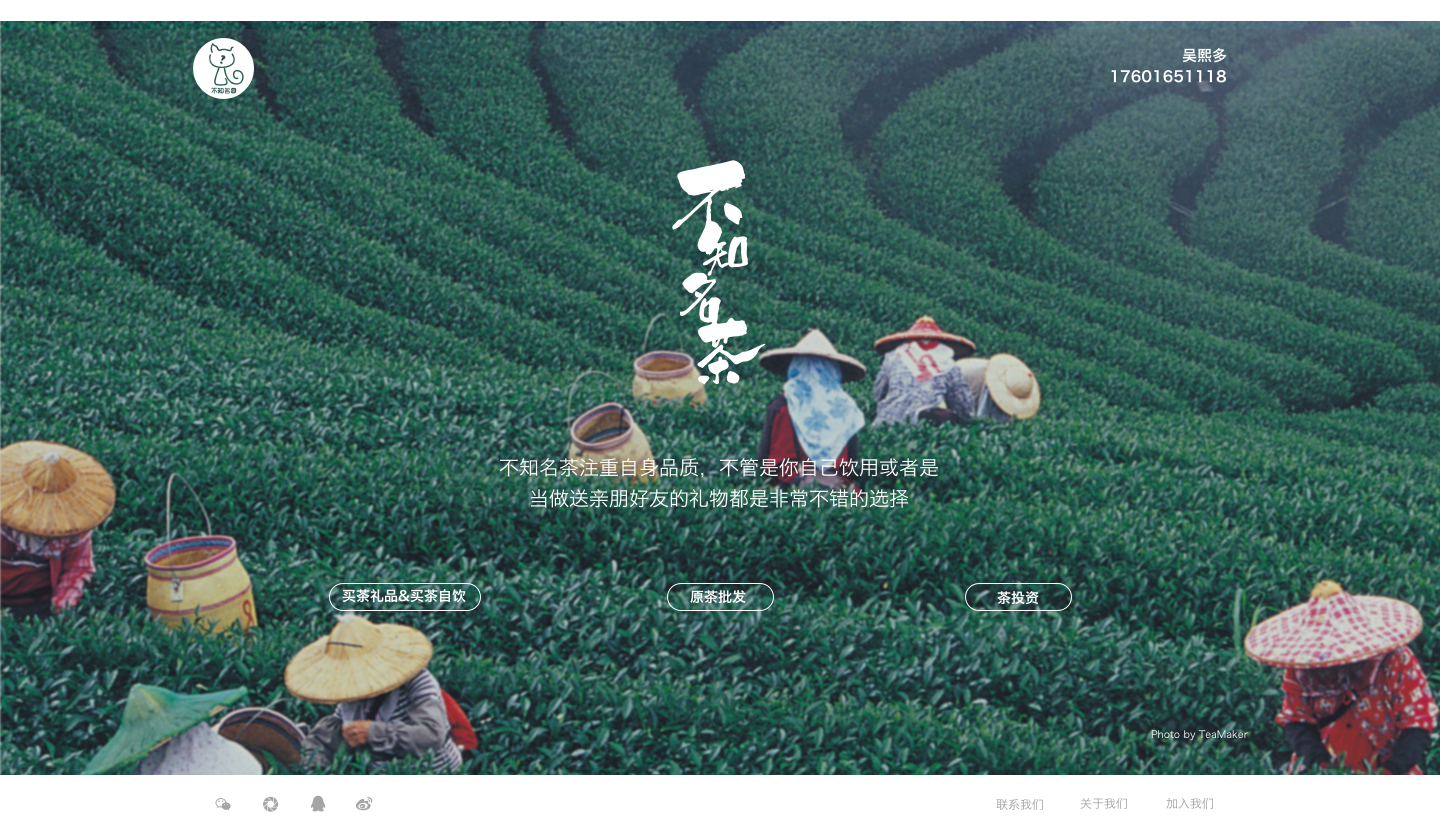 ?
不知名自
吴熙多
17601651118
不知名茶
不知名茶注重自身品质，不管是你自己饮用或者是
当做送亲朋好友的礼物都是非常不错的选择
买茶礼品&买茶自饮
原茶批发
茶投资
Photo by TeaMaker
联系我们
关于我们
加入我们